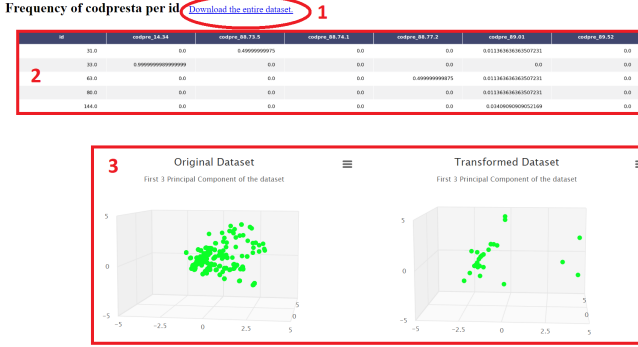 Frequency of codpresta per id Download the entire dataset. 1
id codpre_14.34 codpre_88.73.5 codpre_88.74.1 codpre_88.77.2 codpre_89.01 codpre_89.52
31.0 0.0 0.49999999975 0.0 0.0 0.011363636363507231 0.0
33.0 0.9999999989999999 0.0 0.0 0.0 0.0 0.0
2
63.0 0.0 0.0 0.0 0.499999999875 0.011363636363507231 0.0
80.0 0.0 0.0 0.0 0.0 0.011363636363507231 0.0
144.0 0.0 0.0 0.0 0.0 0.03409090909052169 0.0
3
Original Dataset
First 3 Principal Component of the dataset
5
0
-5
-5 -2.5 0 2.5 5
5
0
Transformed Dataset
First 3 Principal Component of the dataset
5
0
-5
-5 -2.5 0 2.5 5
5
0